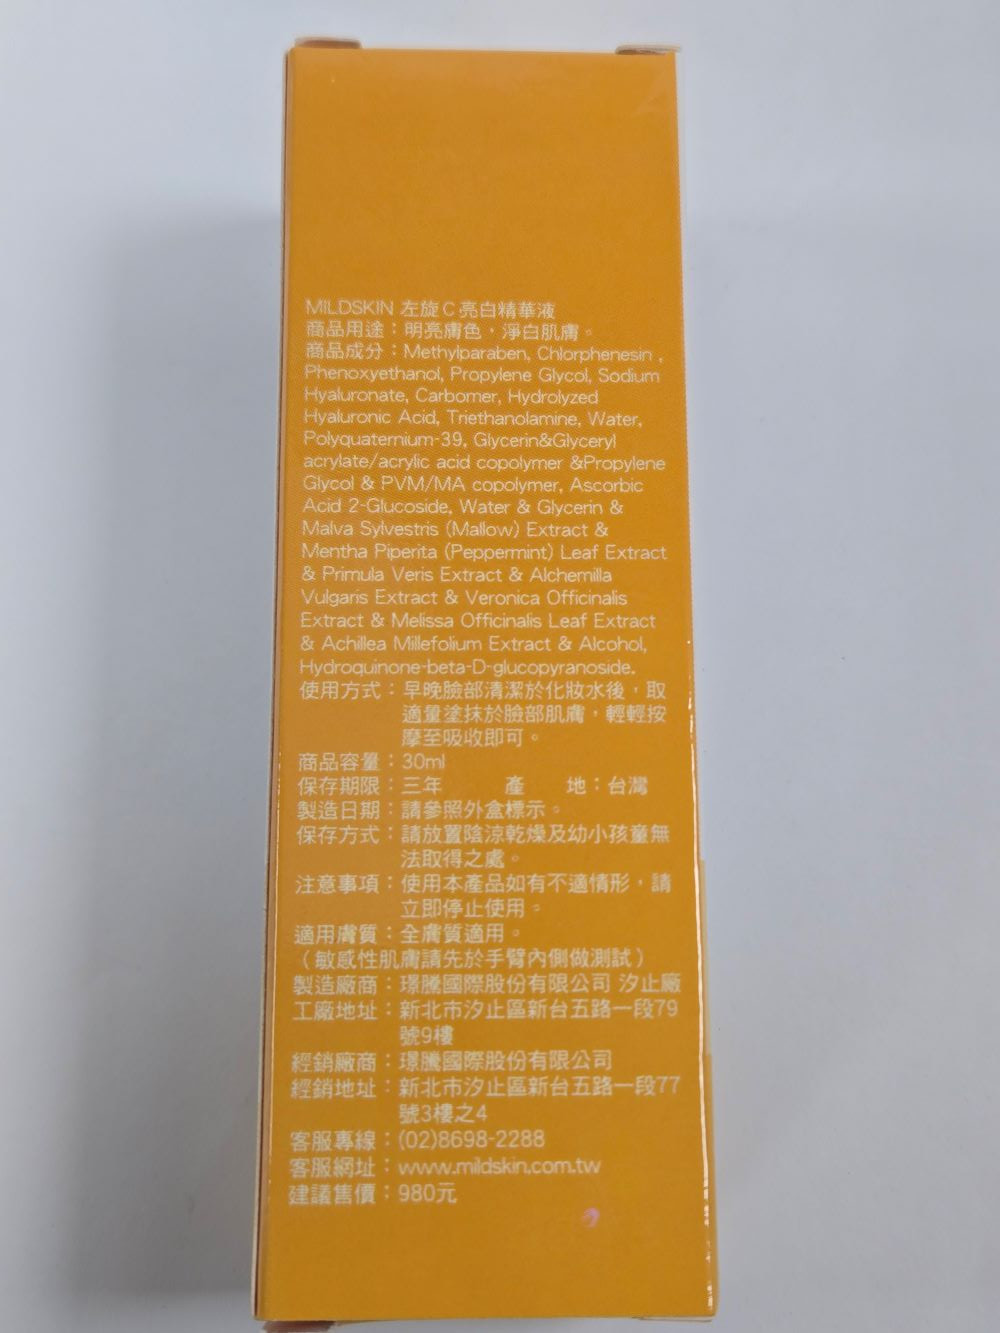 MILDSKIN 左旋C亮白精華液
商品用途：明亮膚色，淨白肌膚。
商品成分：Methylparaben, Chlorphenesin ,
Phenoxyethanol, Propylene Glycol, Sodium
Hyaluronate, Carbomer, Hydrolyzed
Hyaluronic Acid, Triethanolamine, Water,
Polyquaternium-39, Glycerin&Glyceryl
acrylate/acrylic acid copolymer &Propylene
Glycol & PVM/MA copolymer, Ascorbic
Acid 2-Glucoside, Water & Glycerin &
Malva Sylvestris (Mallow) Extract &
Mentha Piperita (Peppermint) Leaf Extract
& Primula Veris Extract & Alchemilla
Vulgaris Extract & Veronica Officinalis
Extract & Melissa Officinalis Leaf Extract
& Achillea Millefolium Extract & Alcohol,
Hydroquinone-beta-D-glucopyranoside.
使用方式：早晚臉部清潔於化妝水後，取
適量塗抹於臉部肌膚，輕輕按
摩至吸收即可。
商品容量：30ml
保存期限：三年 產 地：台灣
製造日期：請參照外盒標示。
保存方式：請放置陰涼乾燥及幼小孩童無
法取得之處。
注意事項：使用本產品如有不適情形，請
立即停止使用。
適用膚質：全膚質適用。
（敏感性肌膚請先於手臂內側做測試）
製造廠商：璟騰國際股份有限公司 汐止廠
工廠地址：新北市汐止區新台五路一段79
號9樓
經銷廠商：璟騰國際股份有限公司
經銷地址：新北市汐止區新台五路一段77
號3樓之4
客服專線：(02)8698-2288
客服網址：www.mildskin.com.tw
建議售價：980元